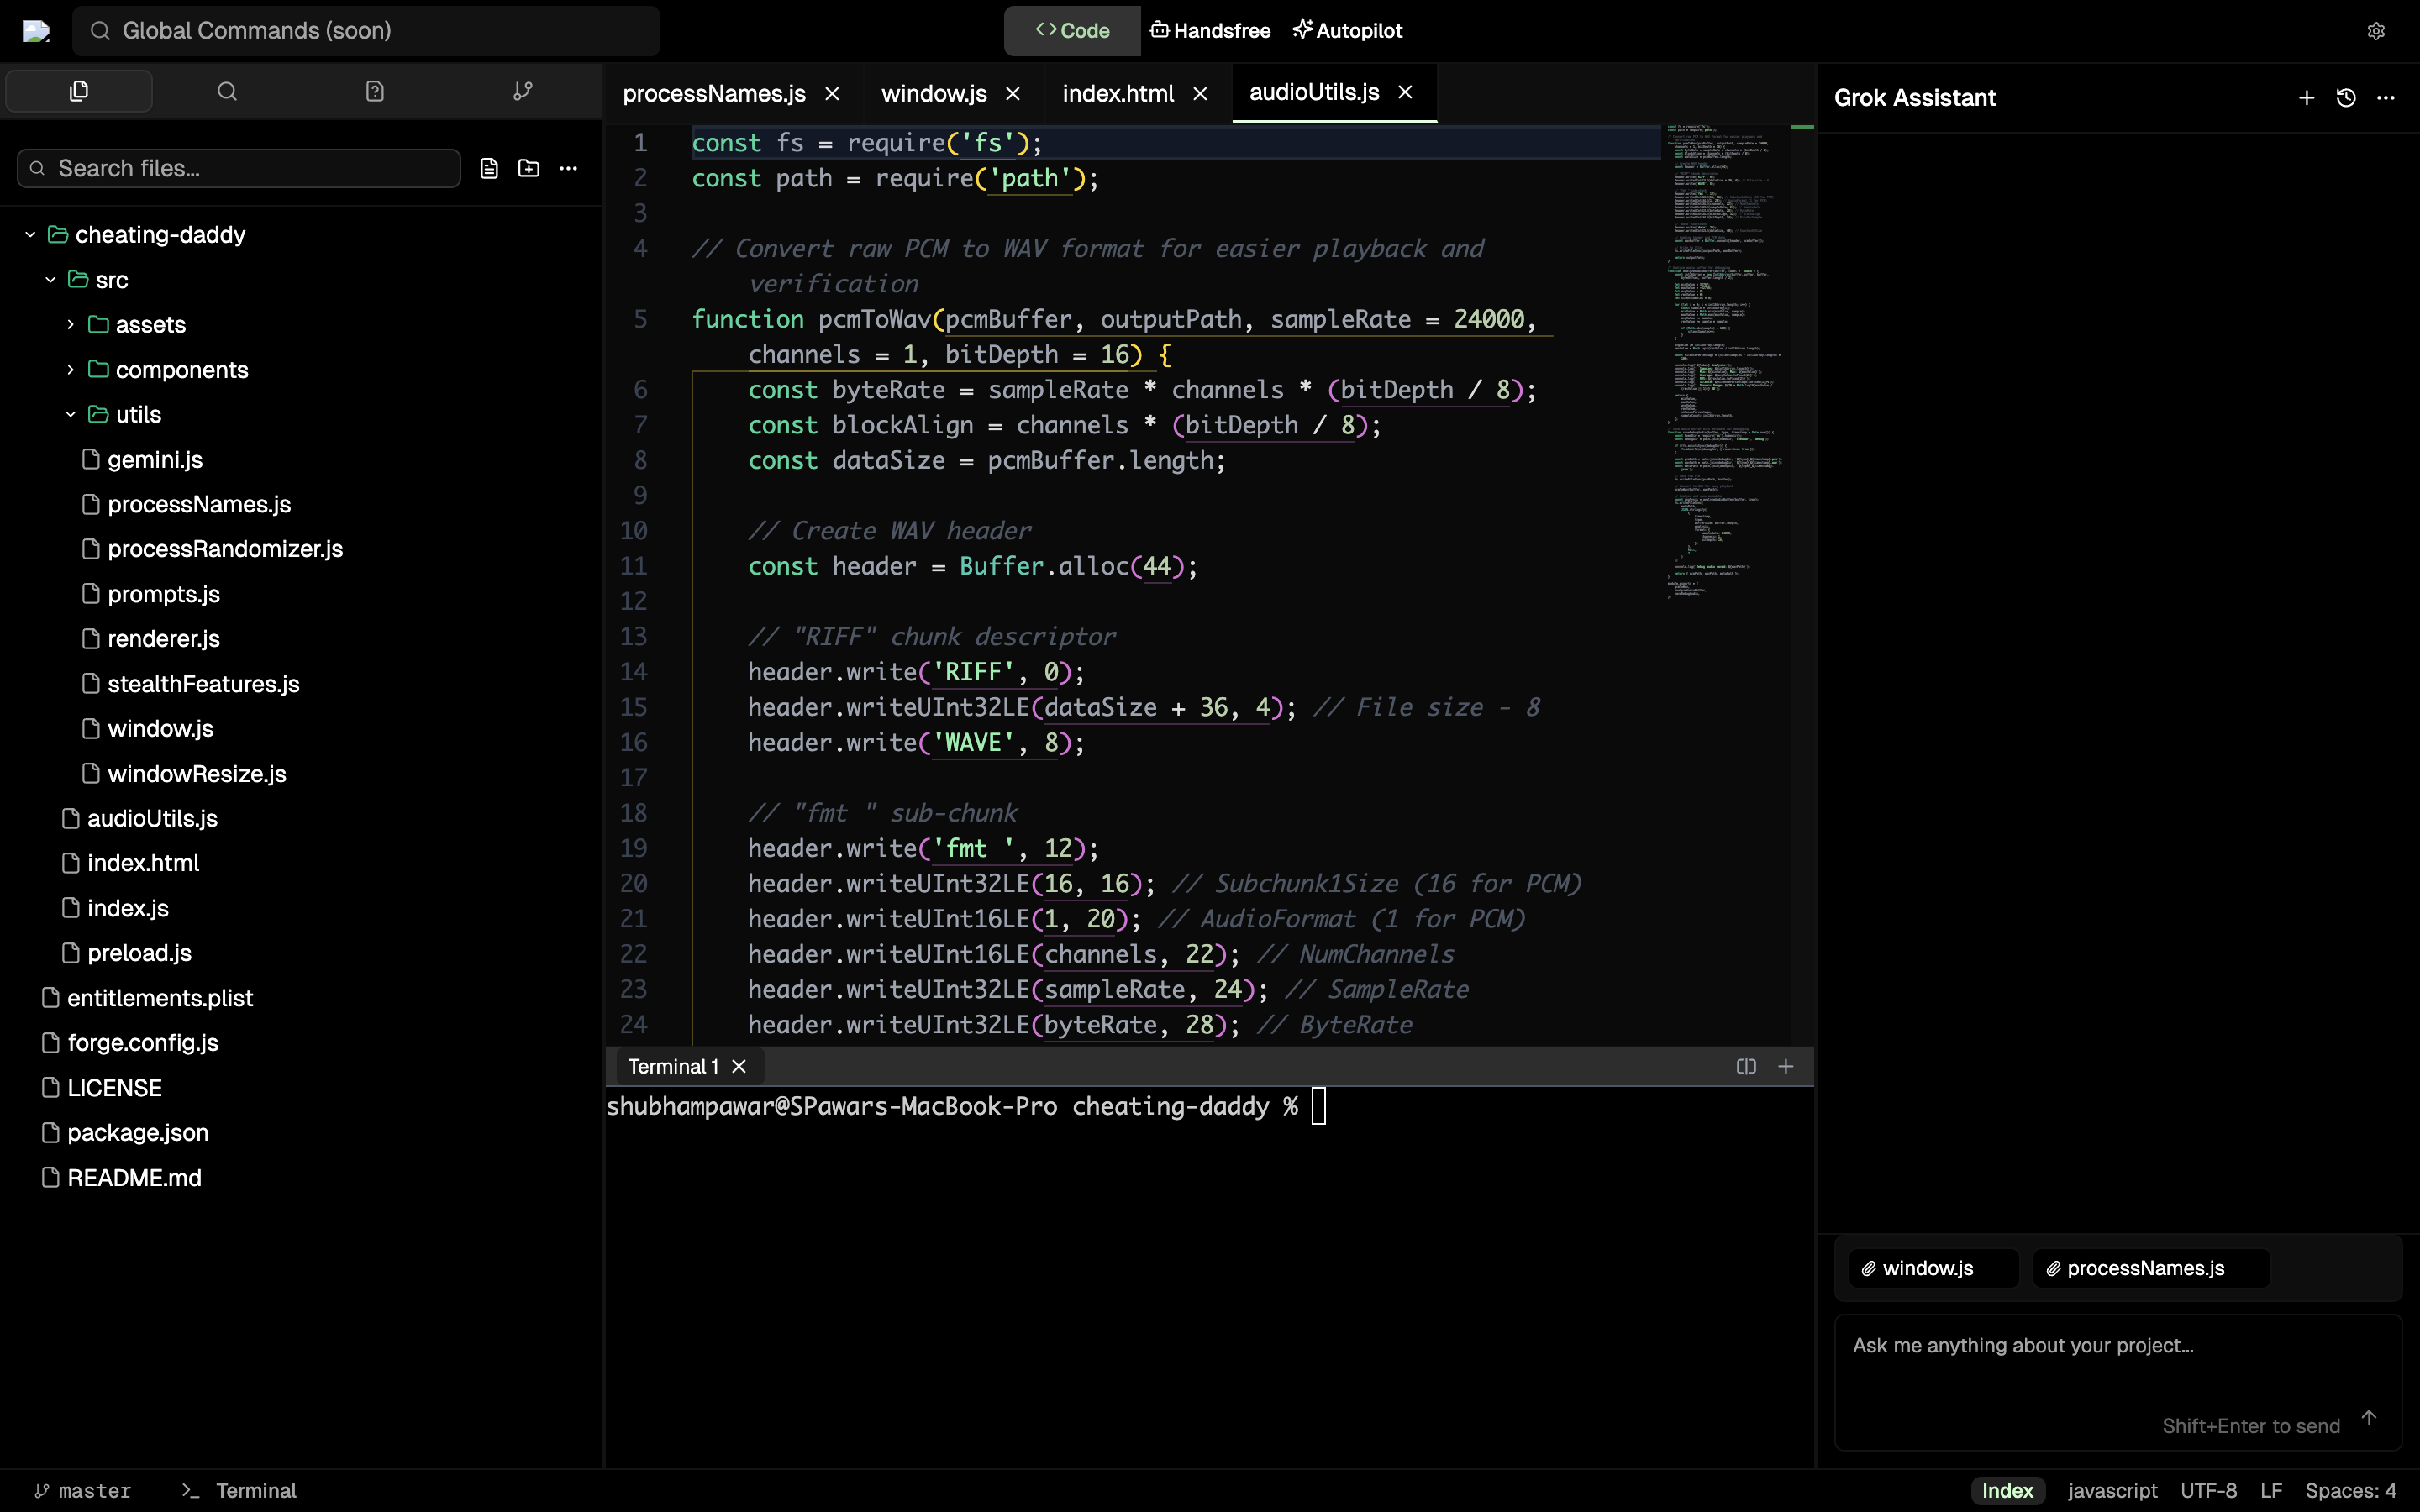 Global Commands (soon)
Code
Handsfree
Autopilot
Search files...
cheating-daddy
src
assets
components
utils
gemini.js
processNames.js
processRandomizer.js
prompts.js
renderer.js
stealthFeatures.js
window.js
windowResize.js
audioUtils.js
index.html
index.js
preload.js
entitlements.plist
forge.config.js
LICENSE
package.json
README.md
processNames.js
window.js
index.html
audioUtils.js
1 const fs = require('fs');
2 const path = require('path');
3
4 // Convert raw PCM to WAV format for easier playback and
verification
5 function pcmToWav(pcmBuffer, outputPath, sampleRate = 24000,
channels = 1, bitDepth = 16) {
6 const byteRate = sampleRate * channels * (bitDepth / 8);
7 const blockAlign = channels * (bitDepth / 8);
8 const dataSize = pcmBuffer.length;
9
10 // Create WAV header
11 const header = Buffer.alloc(44);
12
13 // "RIFF" chunk descriptor
14 header.write('RIFF', 0);
15 header.writeUInt32LE(dataSize + 36, 4); // File size - 8
16 header.write('WAVE', 8);
17
18 // "fmt " sub-chunk
19 header.write('fmt ', 12);
20 header.writeUInt32LE(16, 16); // Subchunk1Size (16 for PCM)
21 header.writeUInt16LE(1, 20); // AudioFormat (1 for PCM)
22 header.writeUInt16LE(channels, 22); // NumChannels
23 header.writeUInt32LE(sampleRate, 24); // SampleRate
24 header.writeUInt32LE(byteRate, 28); // ByteRate
Terminal 1
shubhampawar@SPawars-MacBook-Pro cheating-daddy %
Grok Assistant
window.js
processNames.js
Ask me anything about your project...
Shift+Enter to send
master
Terminal
Index
javascript
UTF-8
LF
Spaces: 4